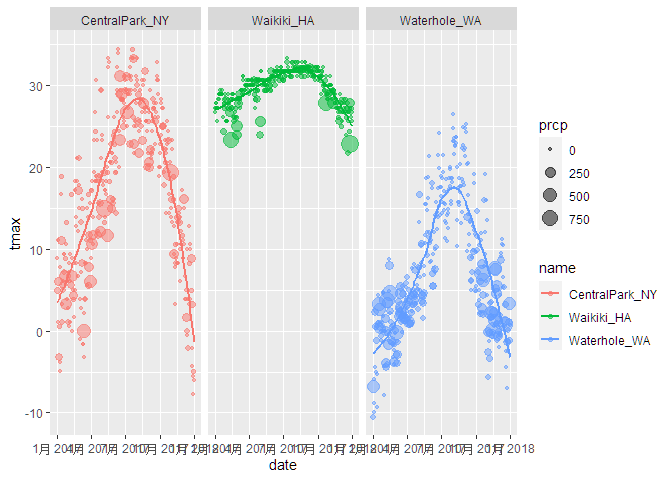 CentralPark_NY Waikiki_HA Waterhole_WA
30
20
10
0
-10
tmax
date
prcp
0
250
500
750
name
CentralPark_NY
Waikiki_HA
Waterhole_WA